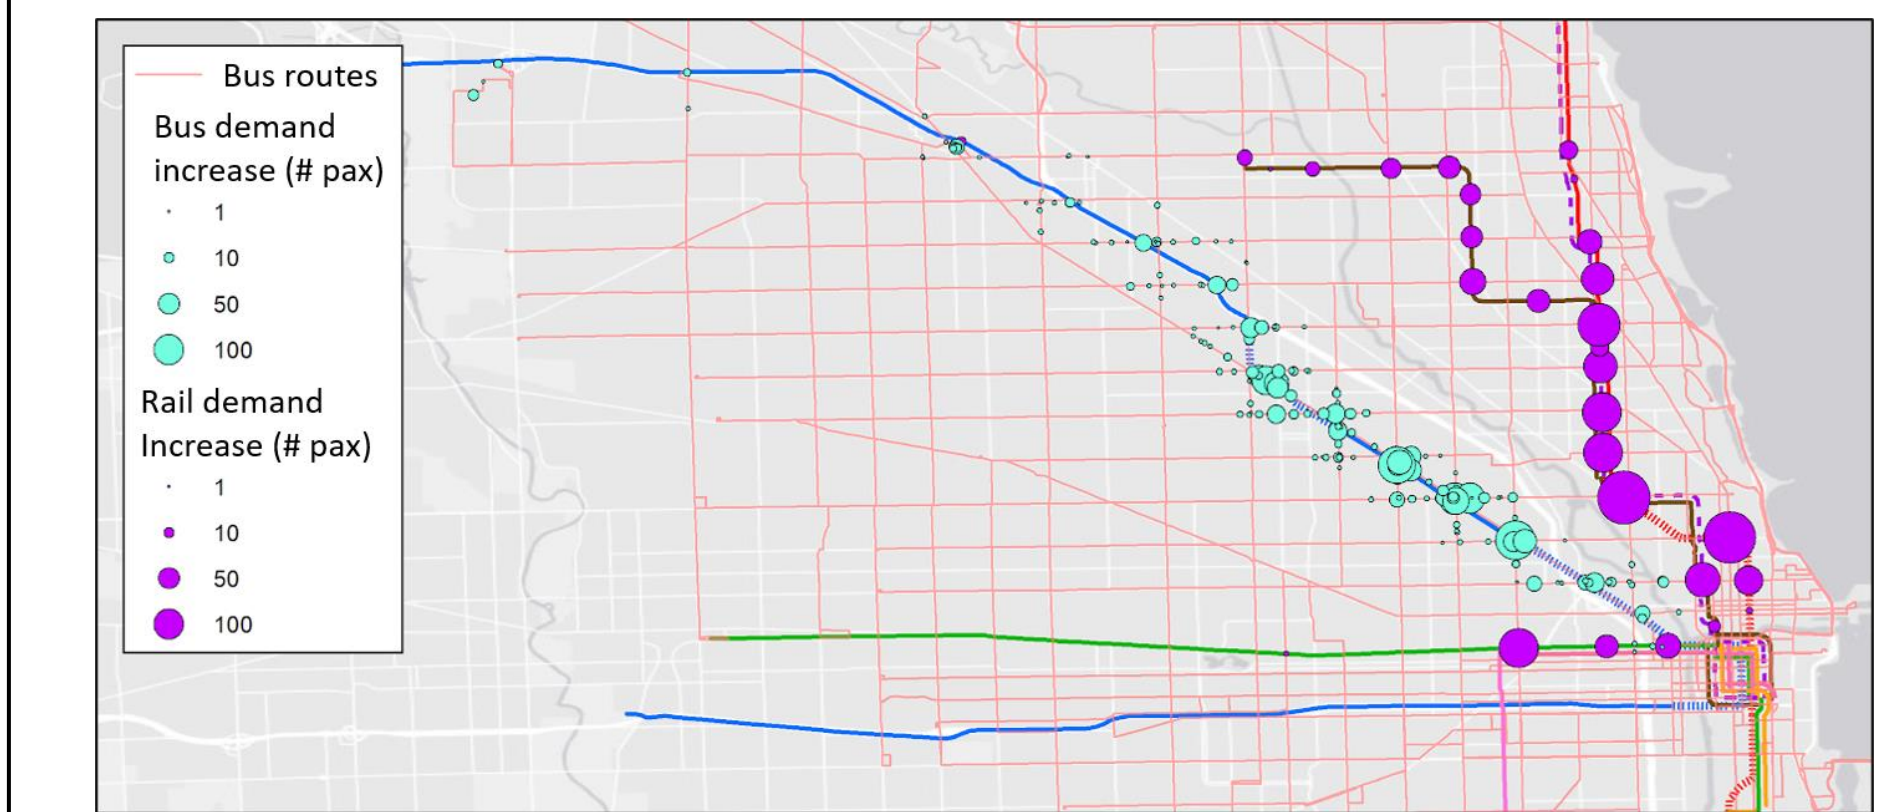 Bus routes
Bus demand
increase (# pax)
1
10
50
100
Rail demand
Increase (# pax)
1
10
50
100